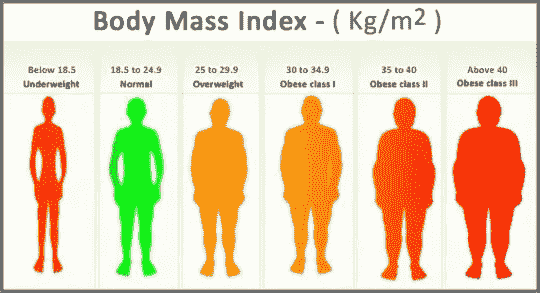 Body Mass Index - ( Kg/m2 )
Below 18.5
Underweight
18.5 to 24.9
Normal
25 to 29.9
Overweight
30 to 34.9
Obese class I
35 to 40
Obese class II
Above 40
Obese class III